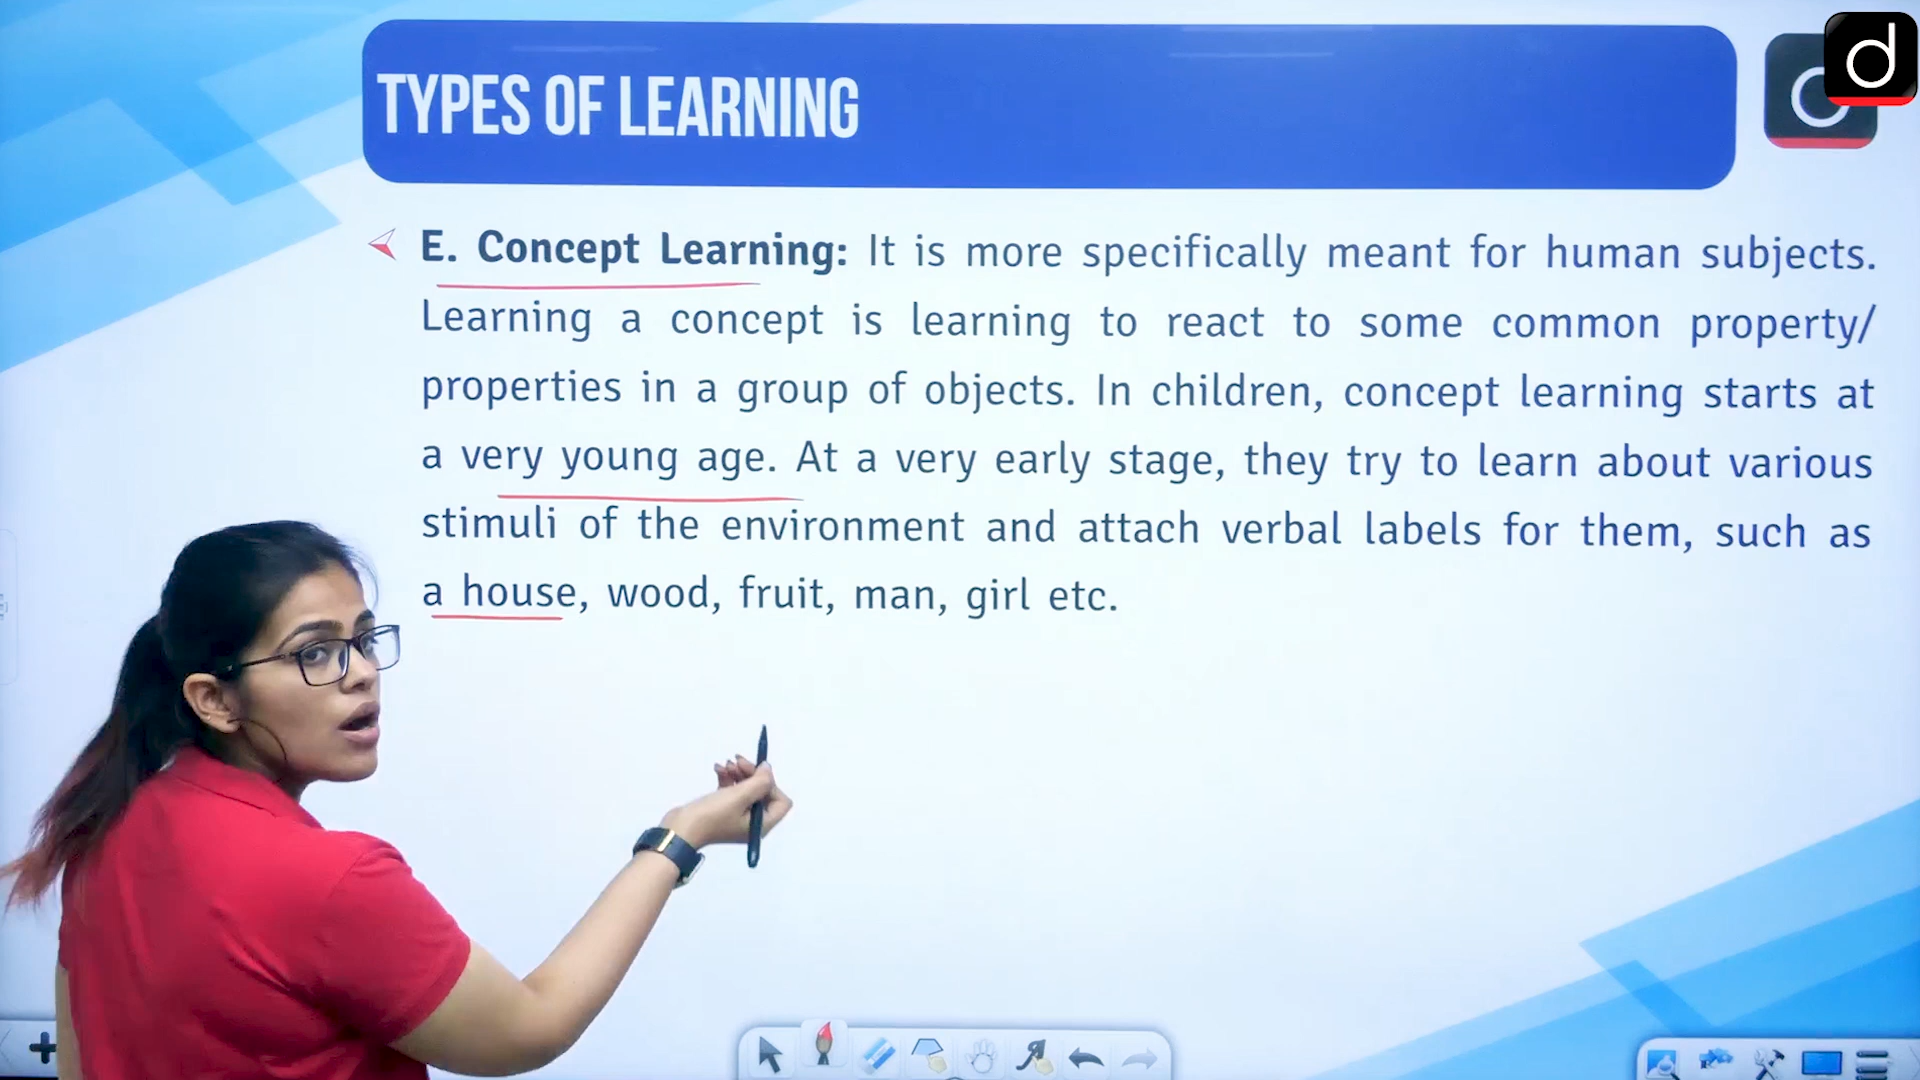 TYPES OF LEARNING
d
E. Concept Learning: It is more specifically meant for human subjects.
Learning a concept is learning to react to some common property/
properties in a group of objects. In children, concept learning starts at
a very young age. At a very early stage, they try to learn about various
stimuli of the environment and attach verbal labels for them, such as
a house, wood, fruit, man, girl etc.